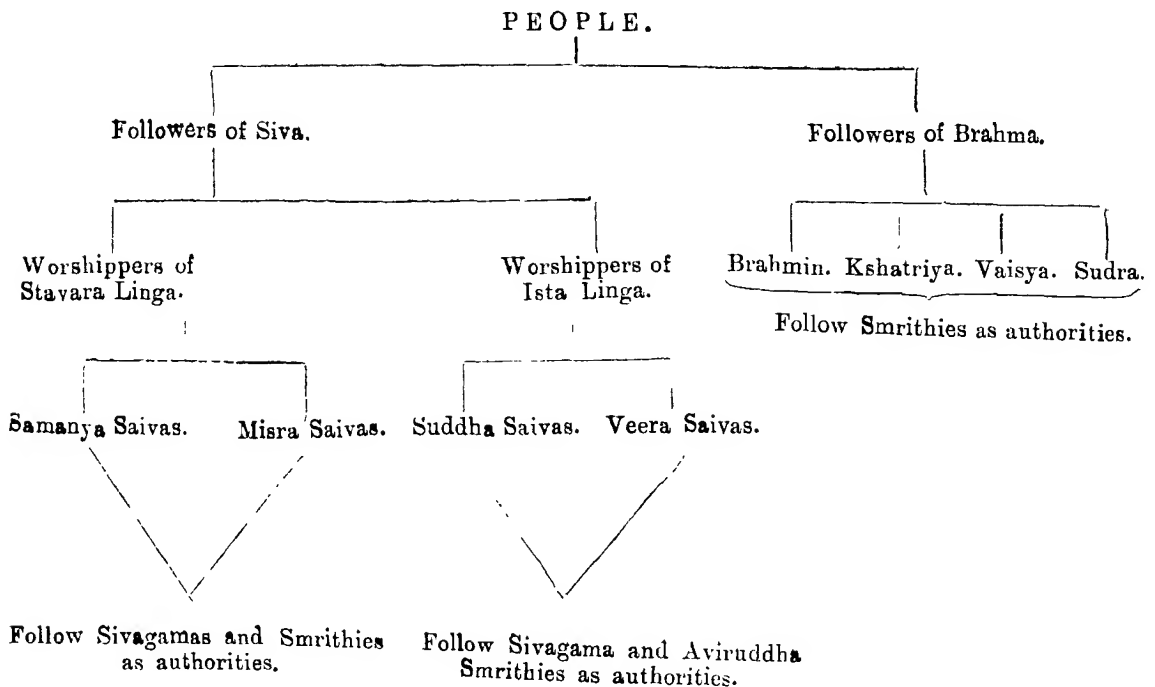 PEOPLE.
Followers of Siva.
Followers of Brahma.
Worshippers of
Stavara Linga.
Worshippers of
Ista Linga.
Brahmin. Kshatriya. Vaisya. Sudra.
Follow Smrithies as authorities.
Samanya Saivas. Misra Saivas. Suddha Saivas. Veera Saivas.
Follow Sivagamas and Smrithies
as authorities.
Follow Sivagama and Aviruddha
Smrithies as authorities.